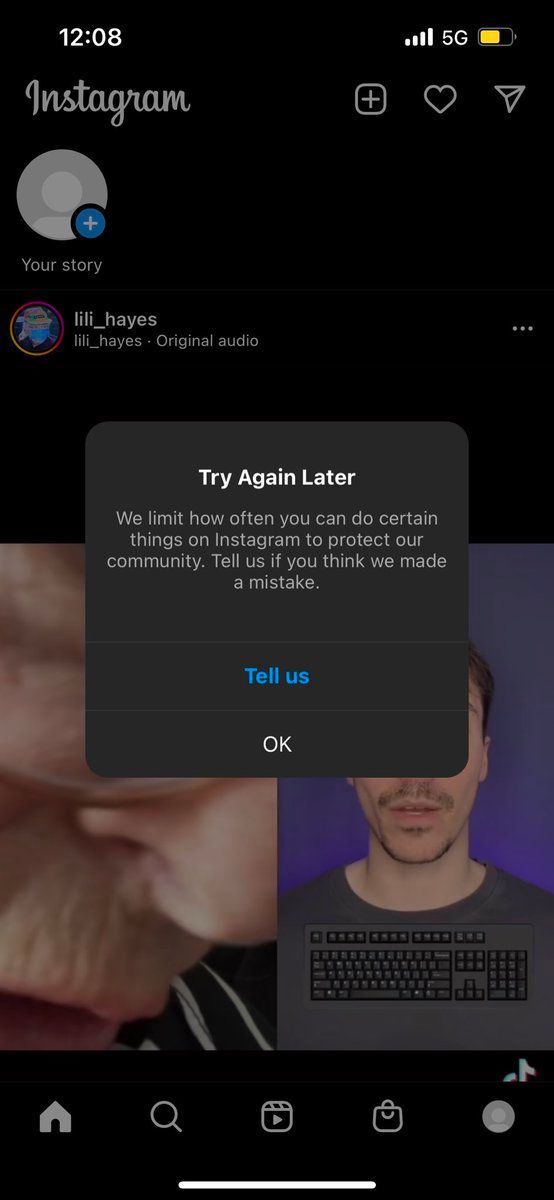 12:08
5G
Instagram
Your story
lili_hayes
lili_hayes · Original audio
Try Again Later
We limit how often you can do certain
things on Instagram to protect our
community. Tell us if you think we made
a mistake.
Tell us
OK